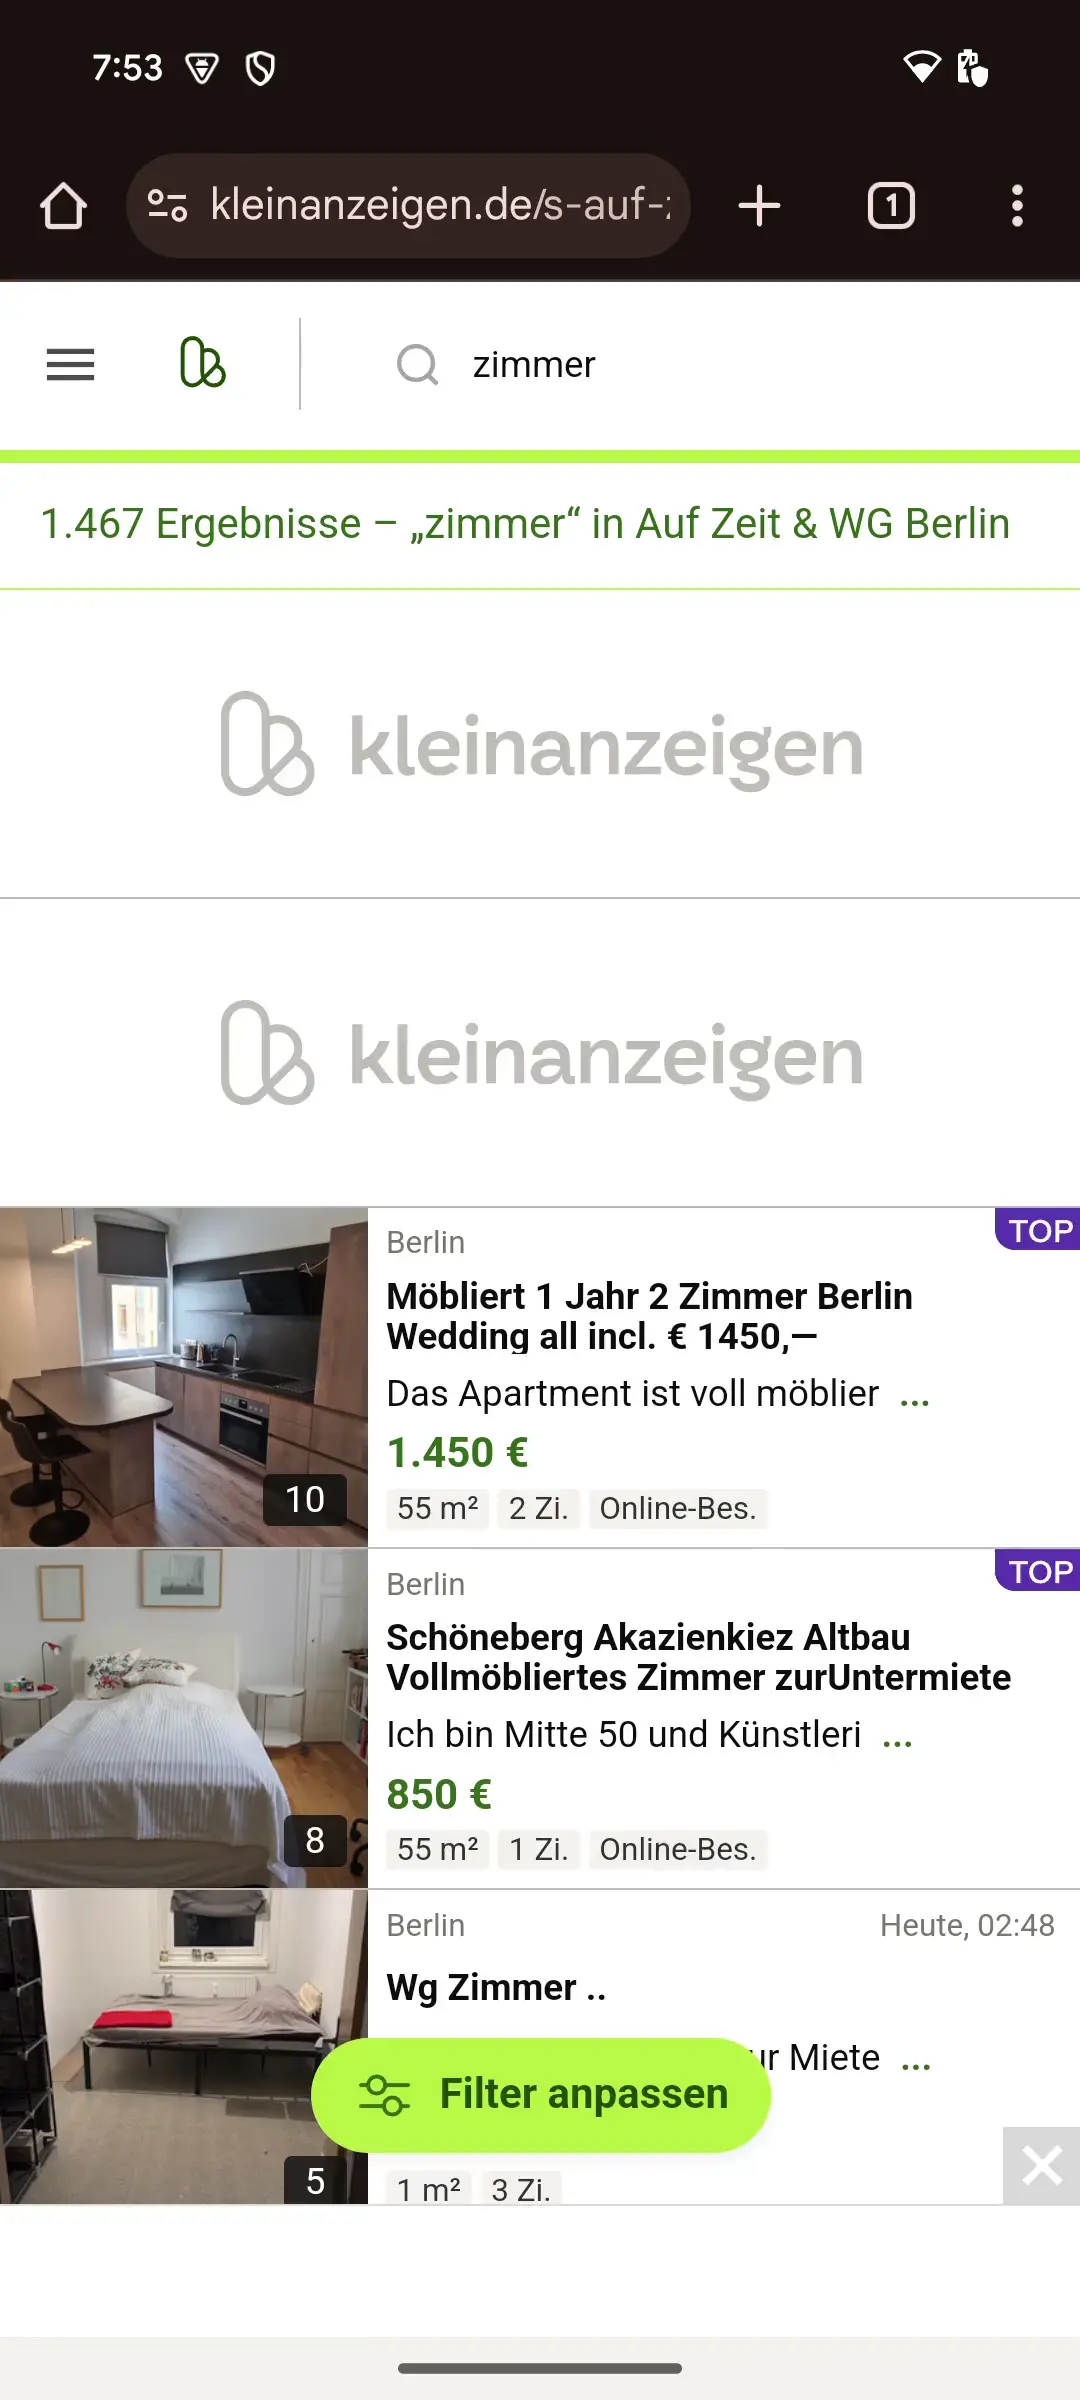 7:53
kleinanzeigen.de/s-auf-
1
zimmer
1.467 Ergebnisse – „zimmer“ in Auf Zeit & WG Berlin
kleinanzeigen
kleinanzeigen
Berlin
TOP
Möbliert 1 Jahr 2 Zimmer Berlin
Wedding all incl. € 1450,—
Das Apartment ist voll möblier ...
1.450 €
10
55 m² 2 Zi. Online-Bes.
Berlin
TOP
Schöneberg Akazienkiez Altbau
Vollmöbliertes Zimmer zurUntermiete
Ich bin Mitte 50 und Künstleri ...
850 €
8
55 m² 1 Zi. Online-Bes.
Berlin
Heute, 02:48
Wg Zimmer ..
ur Miete ...
Filter anpassen
5
1 m² 3 Zi.